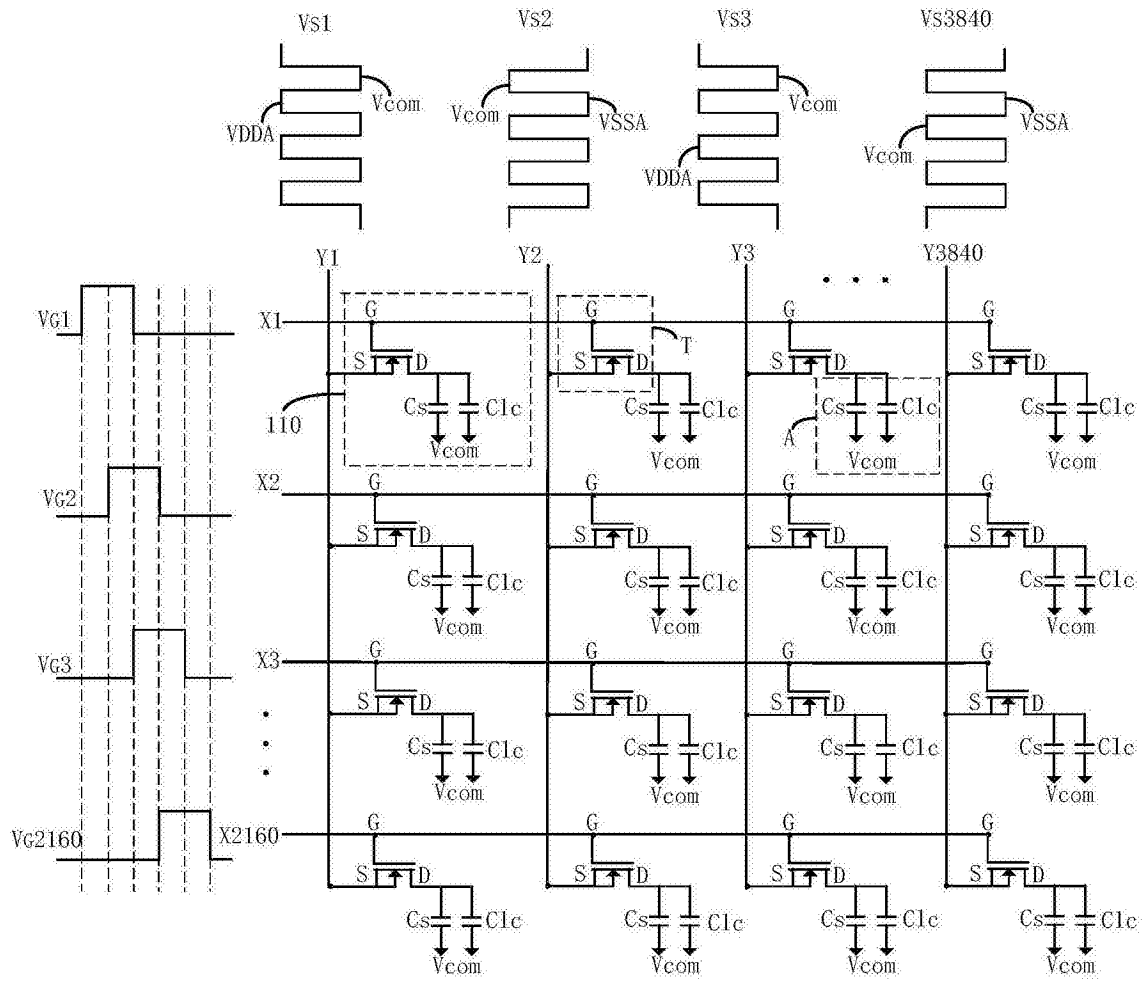 VS1 VS2 VS3 VS3840
Vcom Vcom Vcom
VDDA Vcom VSSA VSSA
VDDA Vcom
Y1 Y2 Y3 Y3840
. . .
VG1 X1 G G G G
T
S D S D S D S D
110 Cs Clc Cs Clc A Cs Clc Cs Clc
Vcom Vcom Vcom Vcom
VG2 X2 G G G G
S D S D S D S D
Cs Clc Cs Clc Cs Clc Cs Clc
Vcom Vcom Vcom Vcom
VG3 X3 G G G G
S D S D S D S D
Cs Clc Cs Clc Cs Clc Cs Clc
Vcom Vcom Vcom Vcom
VG2160 X2160 G G G G
S D S D S D S D
Cs Clc Cs Clc Cs Clc Cs Clc
Vcom Vcom Vcom Vcom